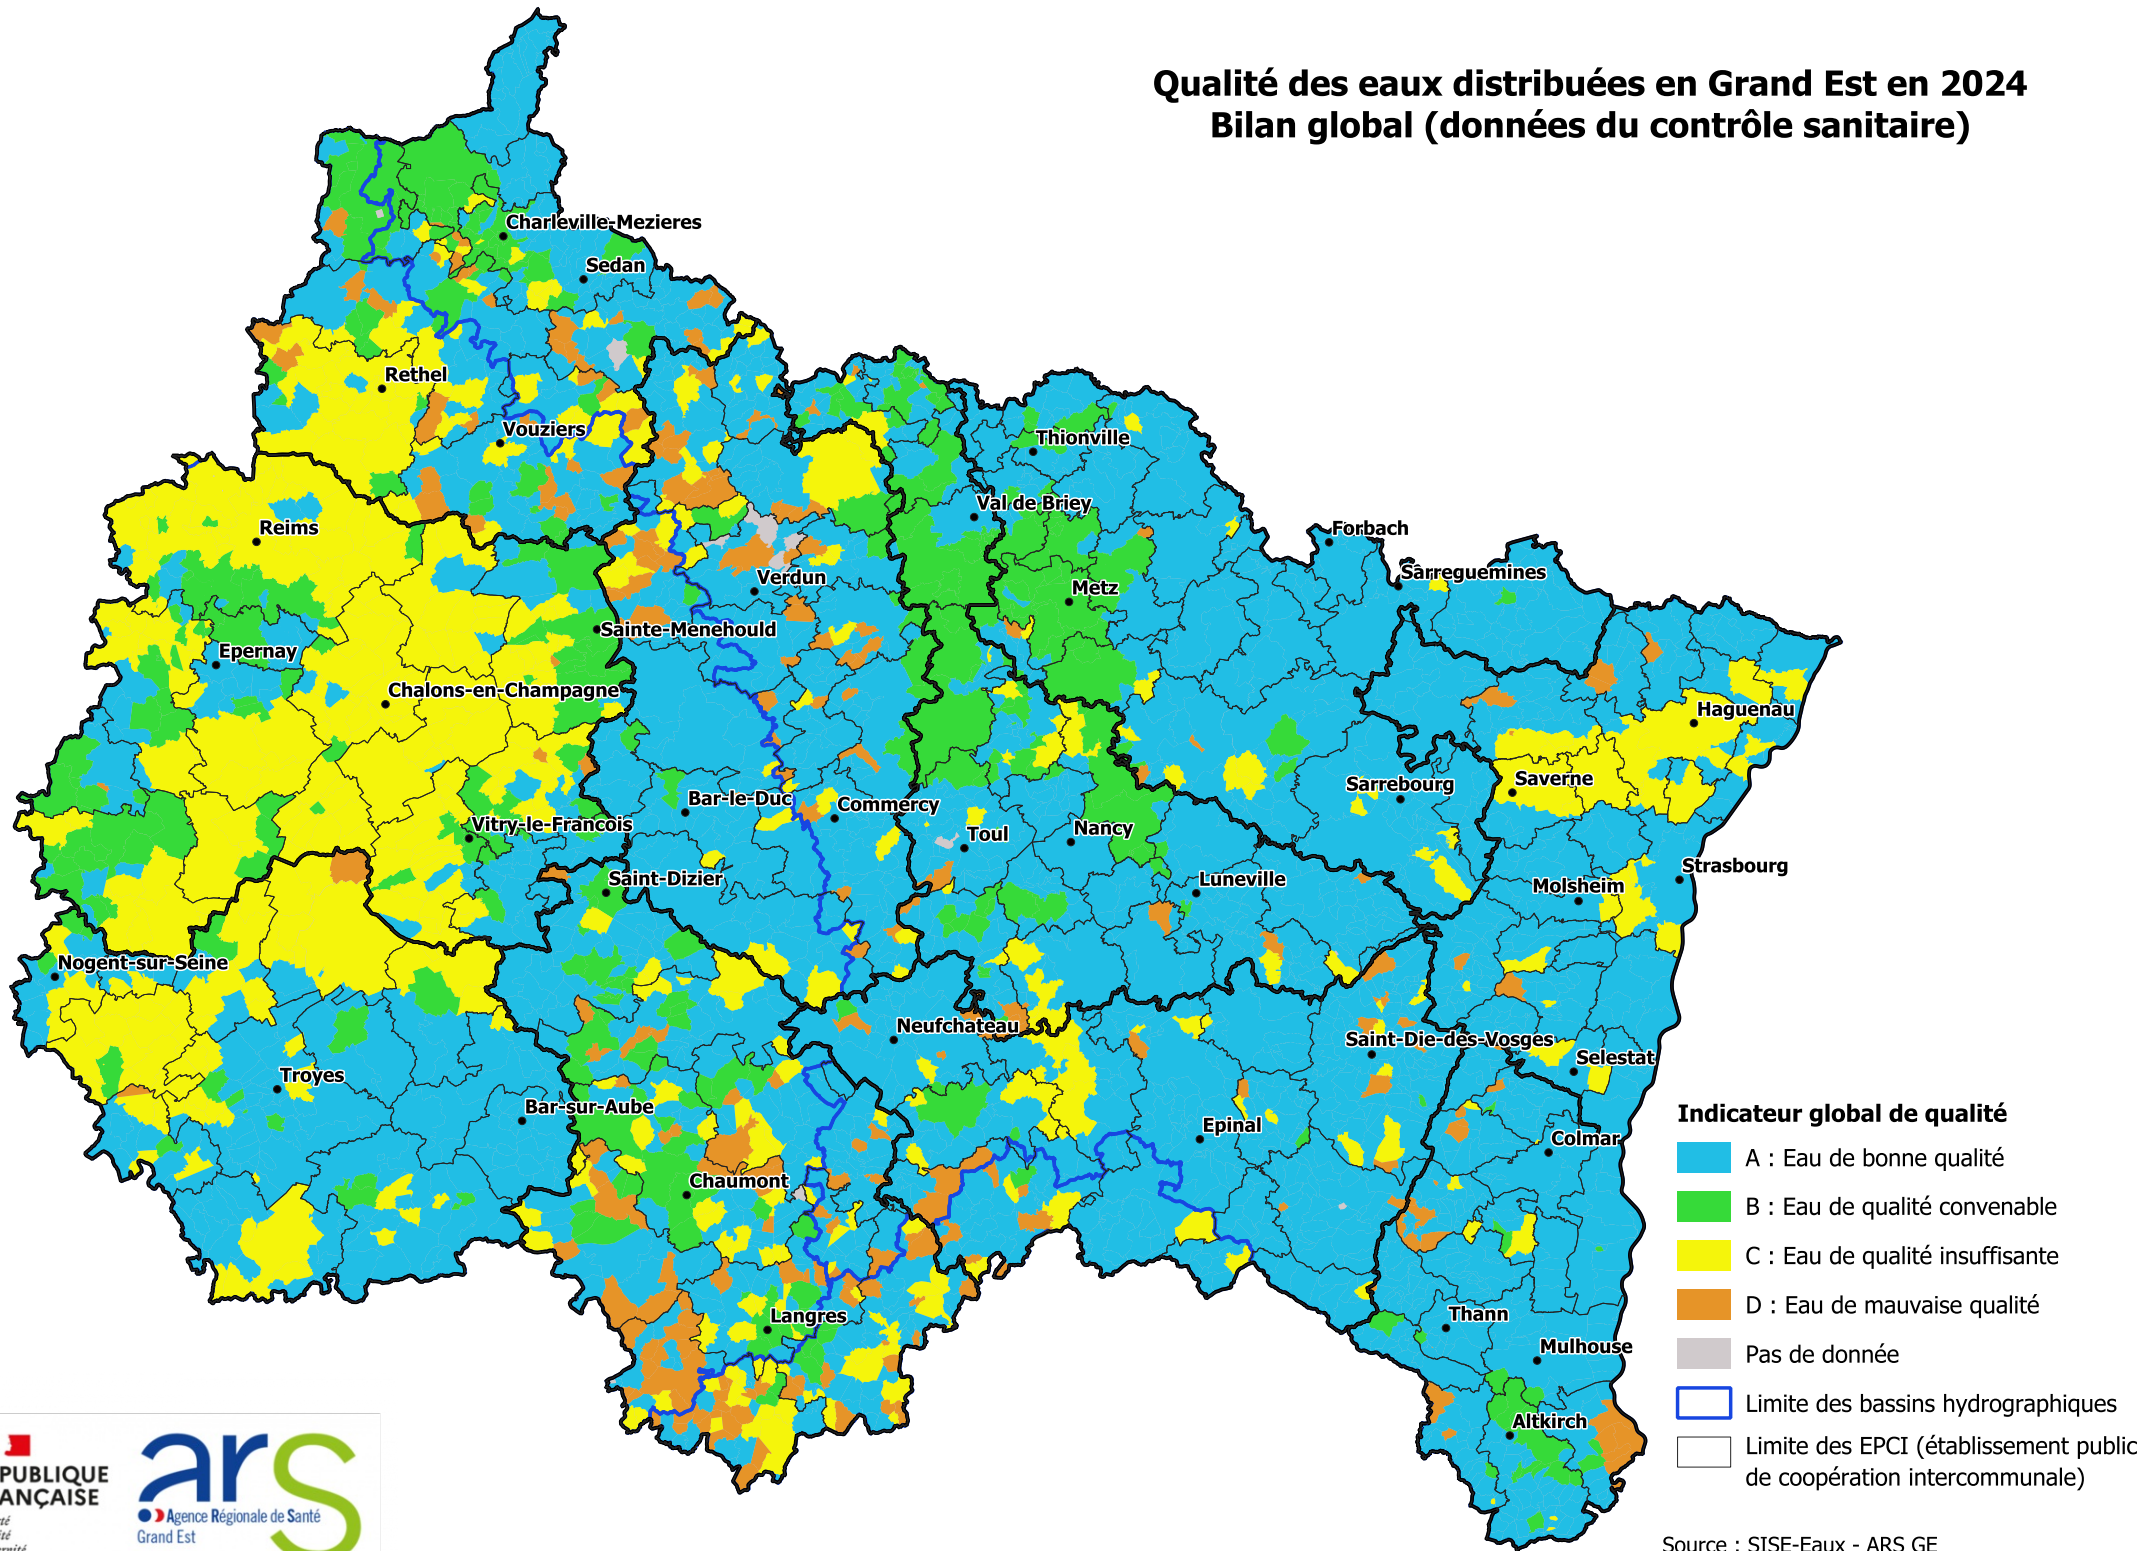 Qualité des eaux distribuées en Grand Est en 2024
Bilan global (données du contrôle sanitaire)
Charleville-Mezieres
Sedan
Rethel
Vouziers
Thionville
Val de Briey
Reims
Forbach
Sarreguemines
Verdun
Metz
Sainte-Menehould
Epernay
Chalons-en-Champagne
Haguenau
Saverne
Sarrebourg
Bar-le-Duc
Commercy
Vitry-le-Francois
Toul
Nancy
Strasbourg
Saint-Dizier
Luneville
Molsheim
Nogent-sur-Seine
Neufchateau
Saint-Die-des-Vosges
Selestat
Troyes
Bar-sur-Aube
Epinal
Colmar
Chaumont
Langres
Thann
Mulhouse
Altkirch
Indicateur global de qualité
A : Eau de bonne qualité
B : Eau de qualité convenable
C : Eau de qualité insuffisante
D : Eau de mauvaise qualité
Pas de donnée
Limite des bassins hydrographiques
Limite des EPCI (établissement public
de coopération intercommunale)
Source : SISE-Eaux - ARS GE
PUBLIQUE
ANÇAISE
ars
Agence Régionale de Santé
Grand Est